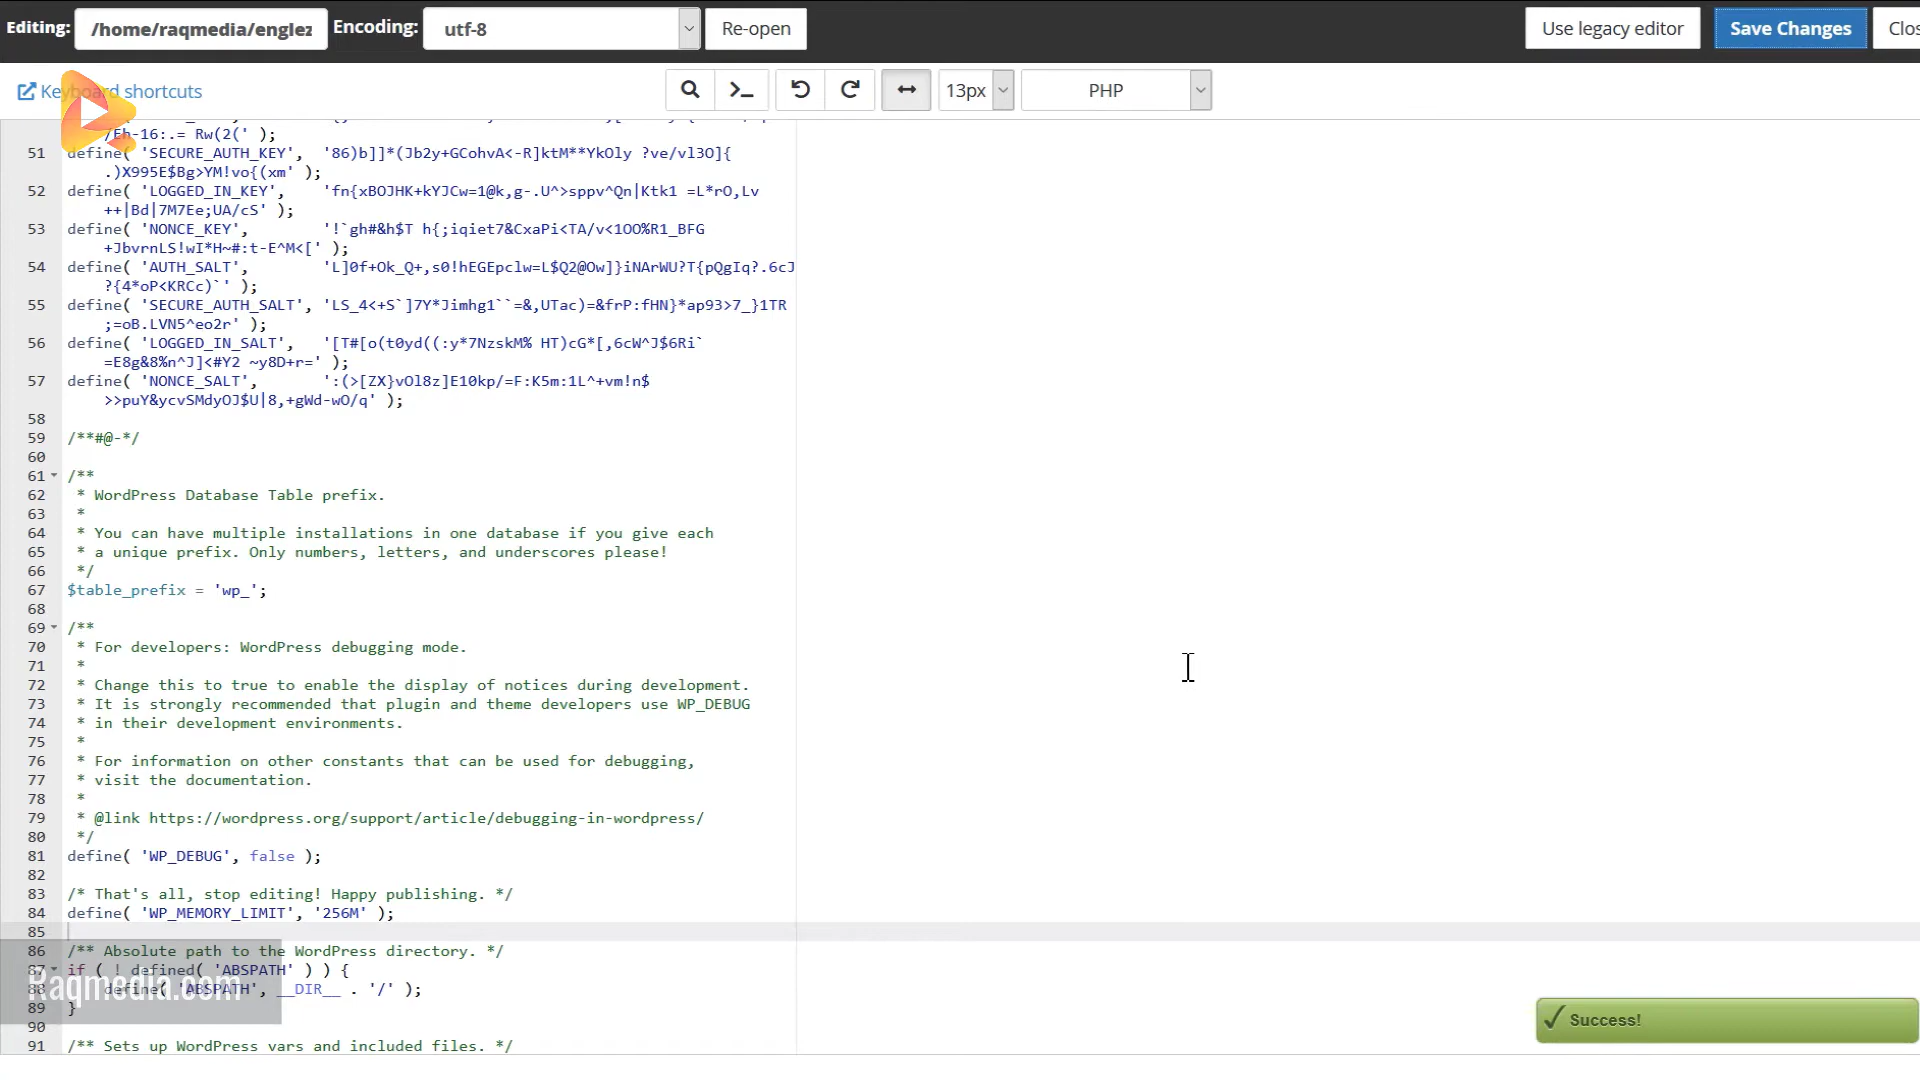 Editing: /home/raqmedia/englez Encoding: utf-8 Re-open Use legacy editor Save Changes Clos
Keyboard shortcuts 13px PHP
/Eh-16:.= Rw(2(' );
51 define( 'SECURE_AUTH_KEY', '86)b]]*(Jb2y+GCohvA<-R]ktM**YkOly ?ve/vl3O]{
.)X995E$Bg>YM!vo{(xm' );
52 define( 'LOGGED_IN_KEY', 'fn{xBOJHK+kYJCw=1@k,g-.U^>sppv^Qn|Ktk1 =L*rO,Lv
++|Bd|7M7Ee;UA/cS' );
53 define( 'NONCE_KEY', '!`gh#&h$T h{;iqiet7&CxaPi<TA/v<1OO%R1_BFG
+JbvrnLS!wI*H~#:t-E^M<[' );
54 define( 'AUTH_SALT', 'L]0f+Ok_Q+,s0!hEGEpclw=L$Q2@Ow]}iNArWU?T{pQgIq?.6cJ
?{4*oP<KRCc)`' );
55 define( 'SECURE_AUTH_SALT', 'LS_4<+S`]7Y*Jimhg1``=&,UTac)=&frP:fHN}*ap93>7_}1TR
;=oB.LVN5^eo2r' );
56 define( 'LOGGED_IN_SALT', '[T#[o(t0yd((:y*7NzskM% HT)cG*[,6cW^J$6Ri`
=E8g&8%n^J]<#Y2 ~y8D+r=' );
57 define( 'NONCE_SALT', ':(>[ZX}vOl8z]E10kp/=F:K5m:1L^+vm!n$
>>puY&ycvSMdyOJ$U|8,+gWd-wO/q' );
58
59 /**#@-*/
60
61 /**
62 * WordPress Database Table prefix.
63 *
64 * You can have multiple installations in one database if you give each
65 * a unique prefix. Only numbers, letters, and underscores please!
66 */
67 $table_prefix = 'wp_';
68
69 /**
70 * For developers: WordPress debugging mode.
71 *
72 * Change this to true to enable the display of notices during development.
73 * It is strongly recommended that plugin and theme developers use WP_DEBUG
74 * in their development environments.
75 *
76 * For information on other constants that can be used for debugging,
77 * visit the documentation.
78 *
79 * @link https://wordpress.org/support/article/debugging-in-wordpress/
80 */
81 define( 'WP_DEBUG', false );
82
83 /* That's all, stop editing! Happy publishing. */
84 define( 'WP_MEMORY_LIMIT', '256M' );
85
86 /** Absolute path to the WordPress directory. */
87 if ( ! defined( 'ABSPATH' ) ) {
88 define( 'ABSPATH', __DIR__ . '/' );
Raqmedia.com
89 }
90
Success!
91 /** Sets up WordPress vars and included files. */